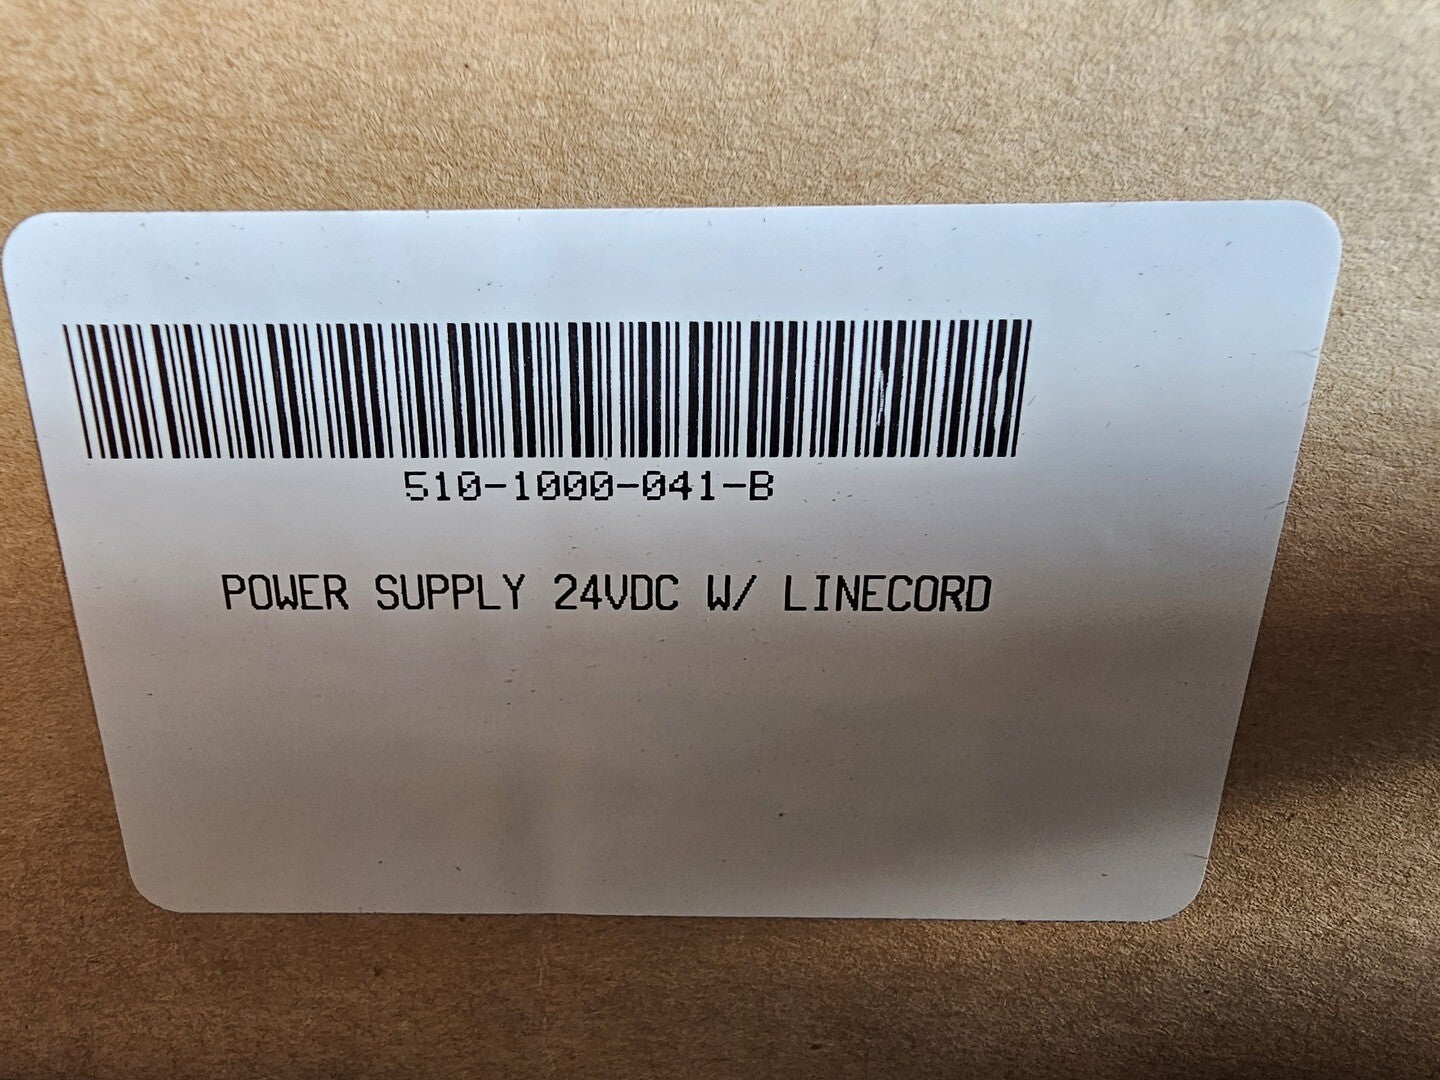 510-1000-041-B
POWER SUPPLY 24VDC W/ LINECORD